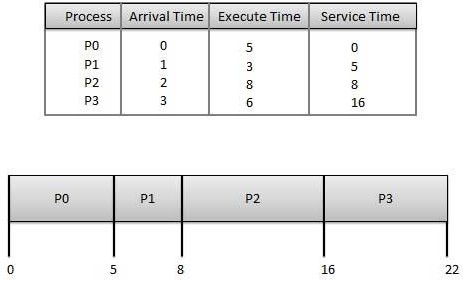 Process Arrival Time Execute Time Service Time
P0 0 5 0
P1 1 3 5
P2 2 8 8
P3 3 6 16
P0 P1 P2 P3
0 5 8 16 22